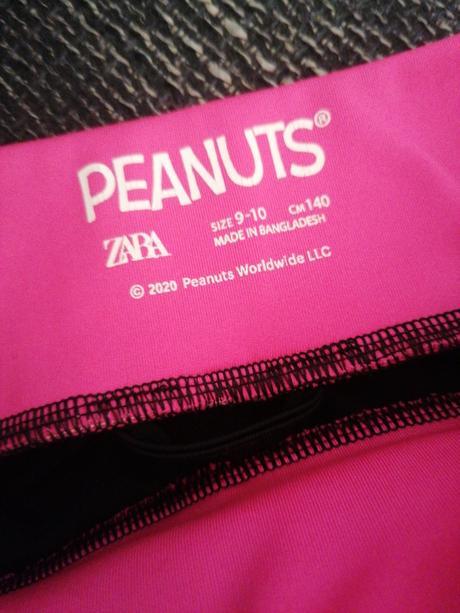 PEANUTS®
ZARA
SIZE 9-10 CM 140
MADE IN BANGLADESH
© 2020 Peanuts Worldwide LLC